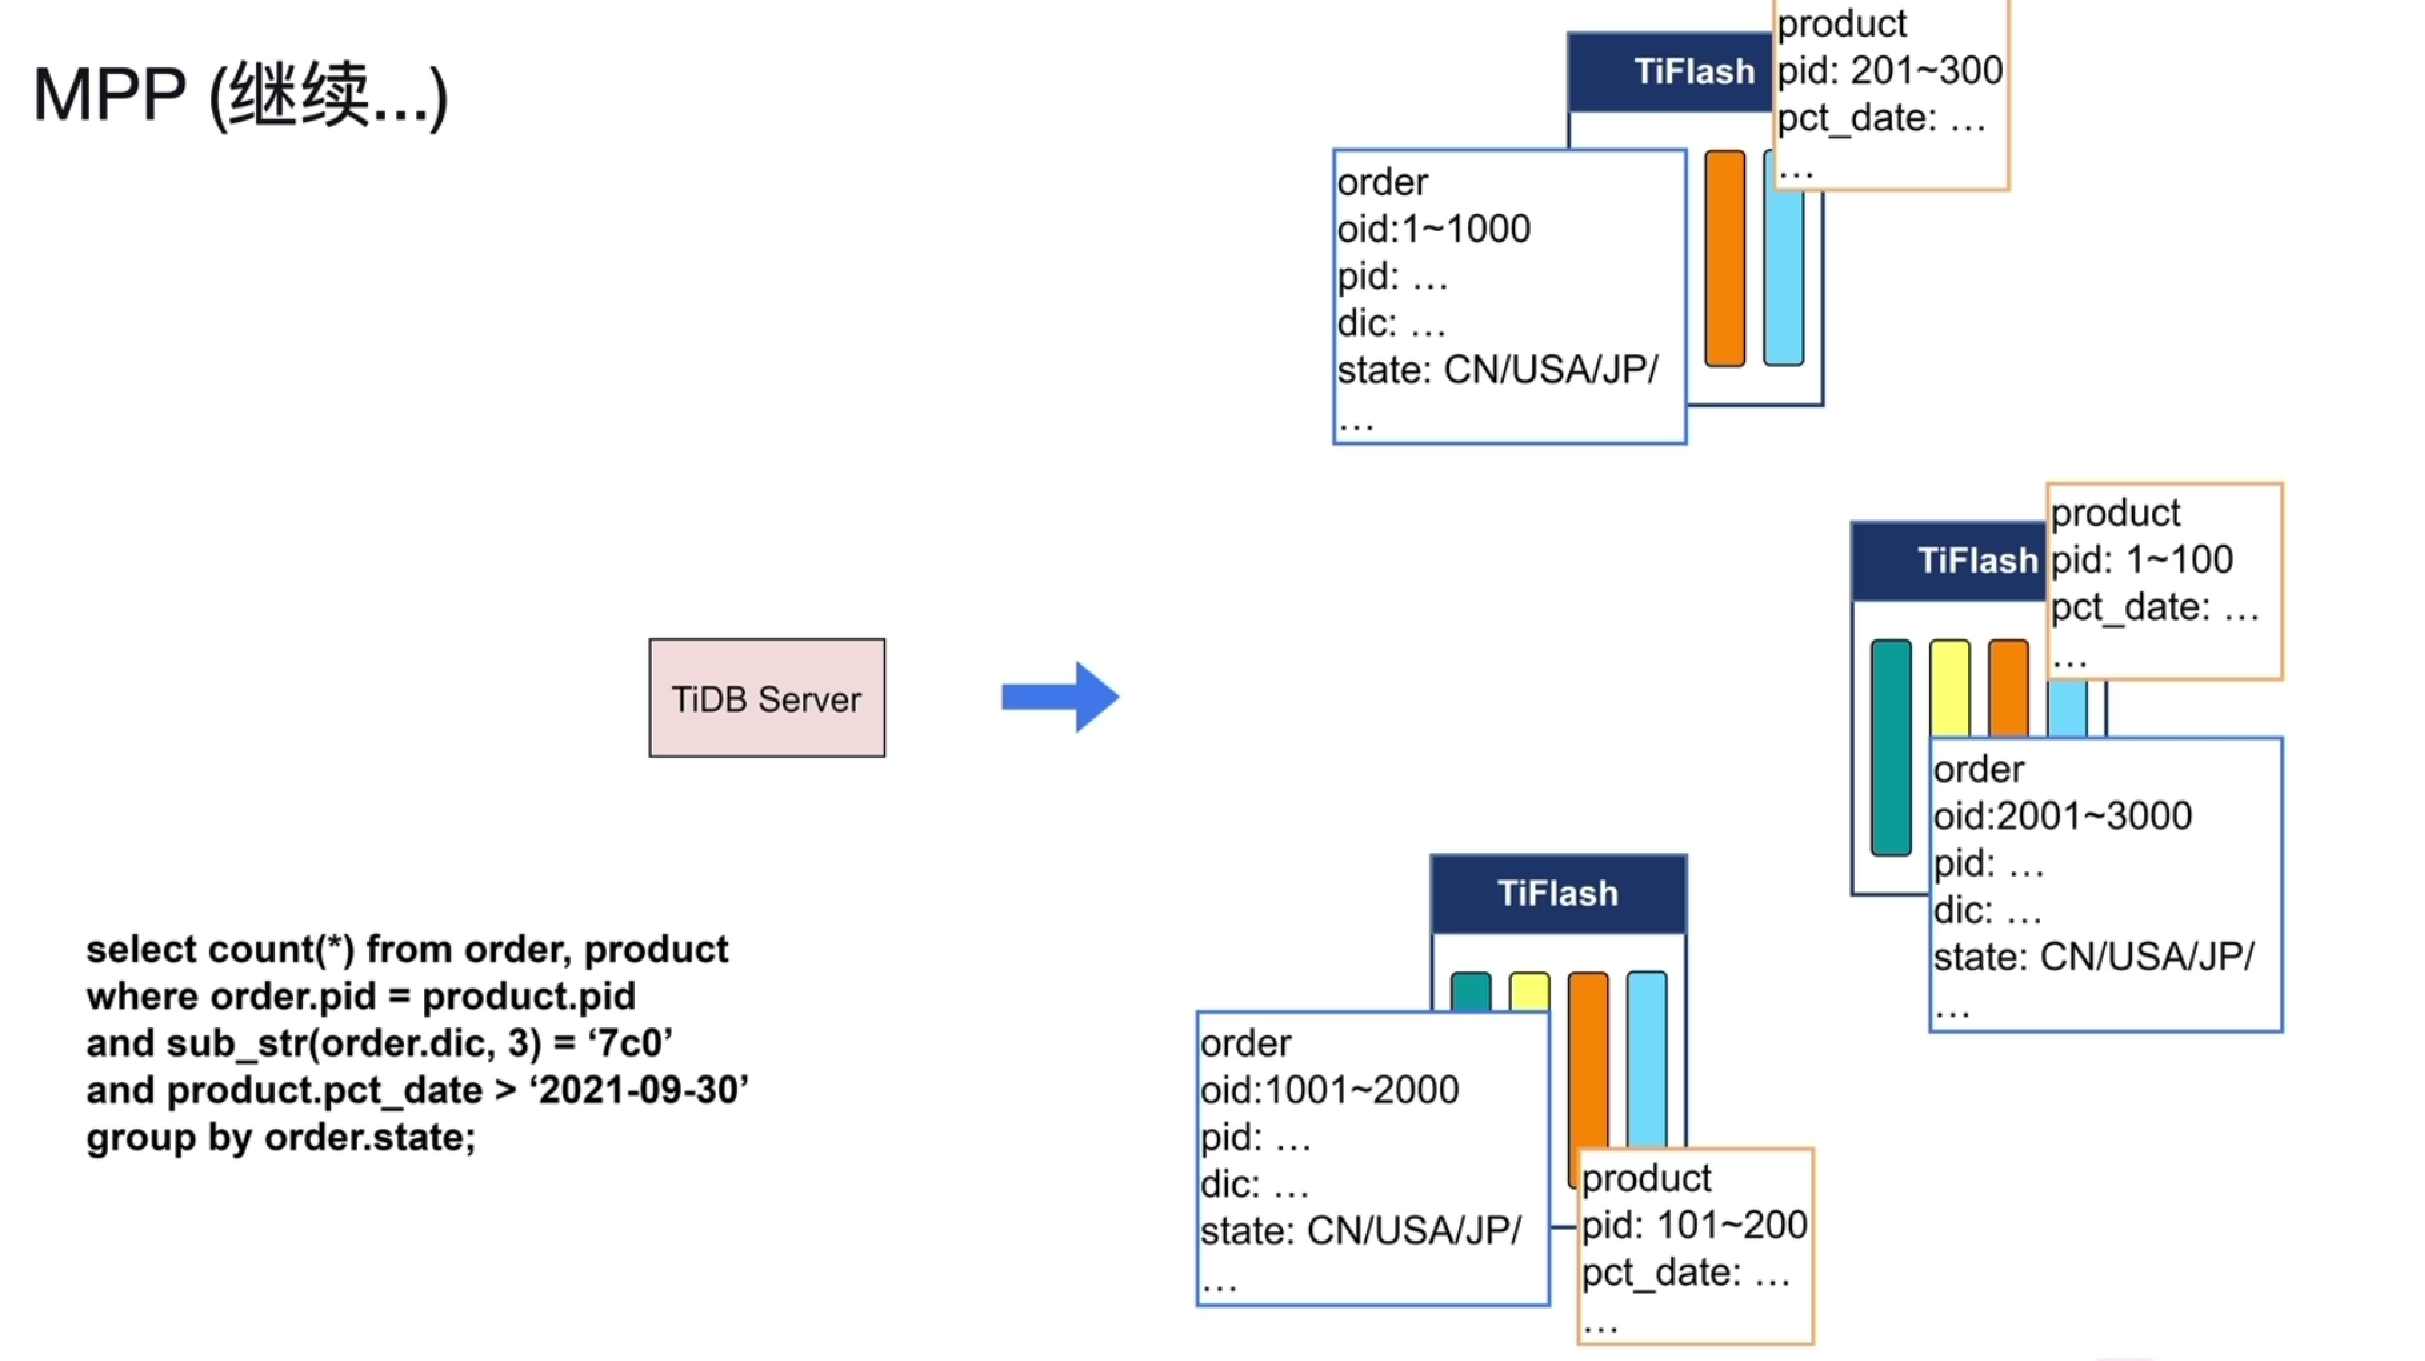 MPP (继续...)
TiFlash
product
pid: 201~300
pct_date: ...
...
order
oid:1~1000
pid: ...
dic: ...
state: CN/USA/JP/
...
TiFlash
product
pid: 1~100
pct_date: ...
...
order
oid:2001~3000
pid: ...
dic: ...
state: CN/USA/JP/
...
TiDB Server
TiFlash
order
oid:1001~2000
pid: ...
dic: ...
state: CN/USA/JP/
...
product
pid: 101~200
pct_date: ...
...
select count(*) from order, product
where order.pid = product.pid
and sub_str(order.dic, 3) = ‘7c0’
and product.pct_date > ‘2021-09-30’
group by order.state;